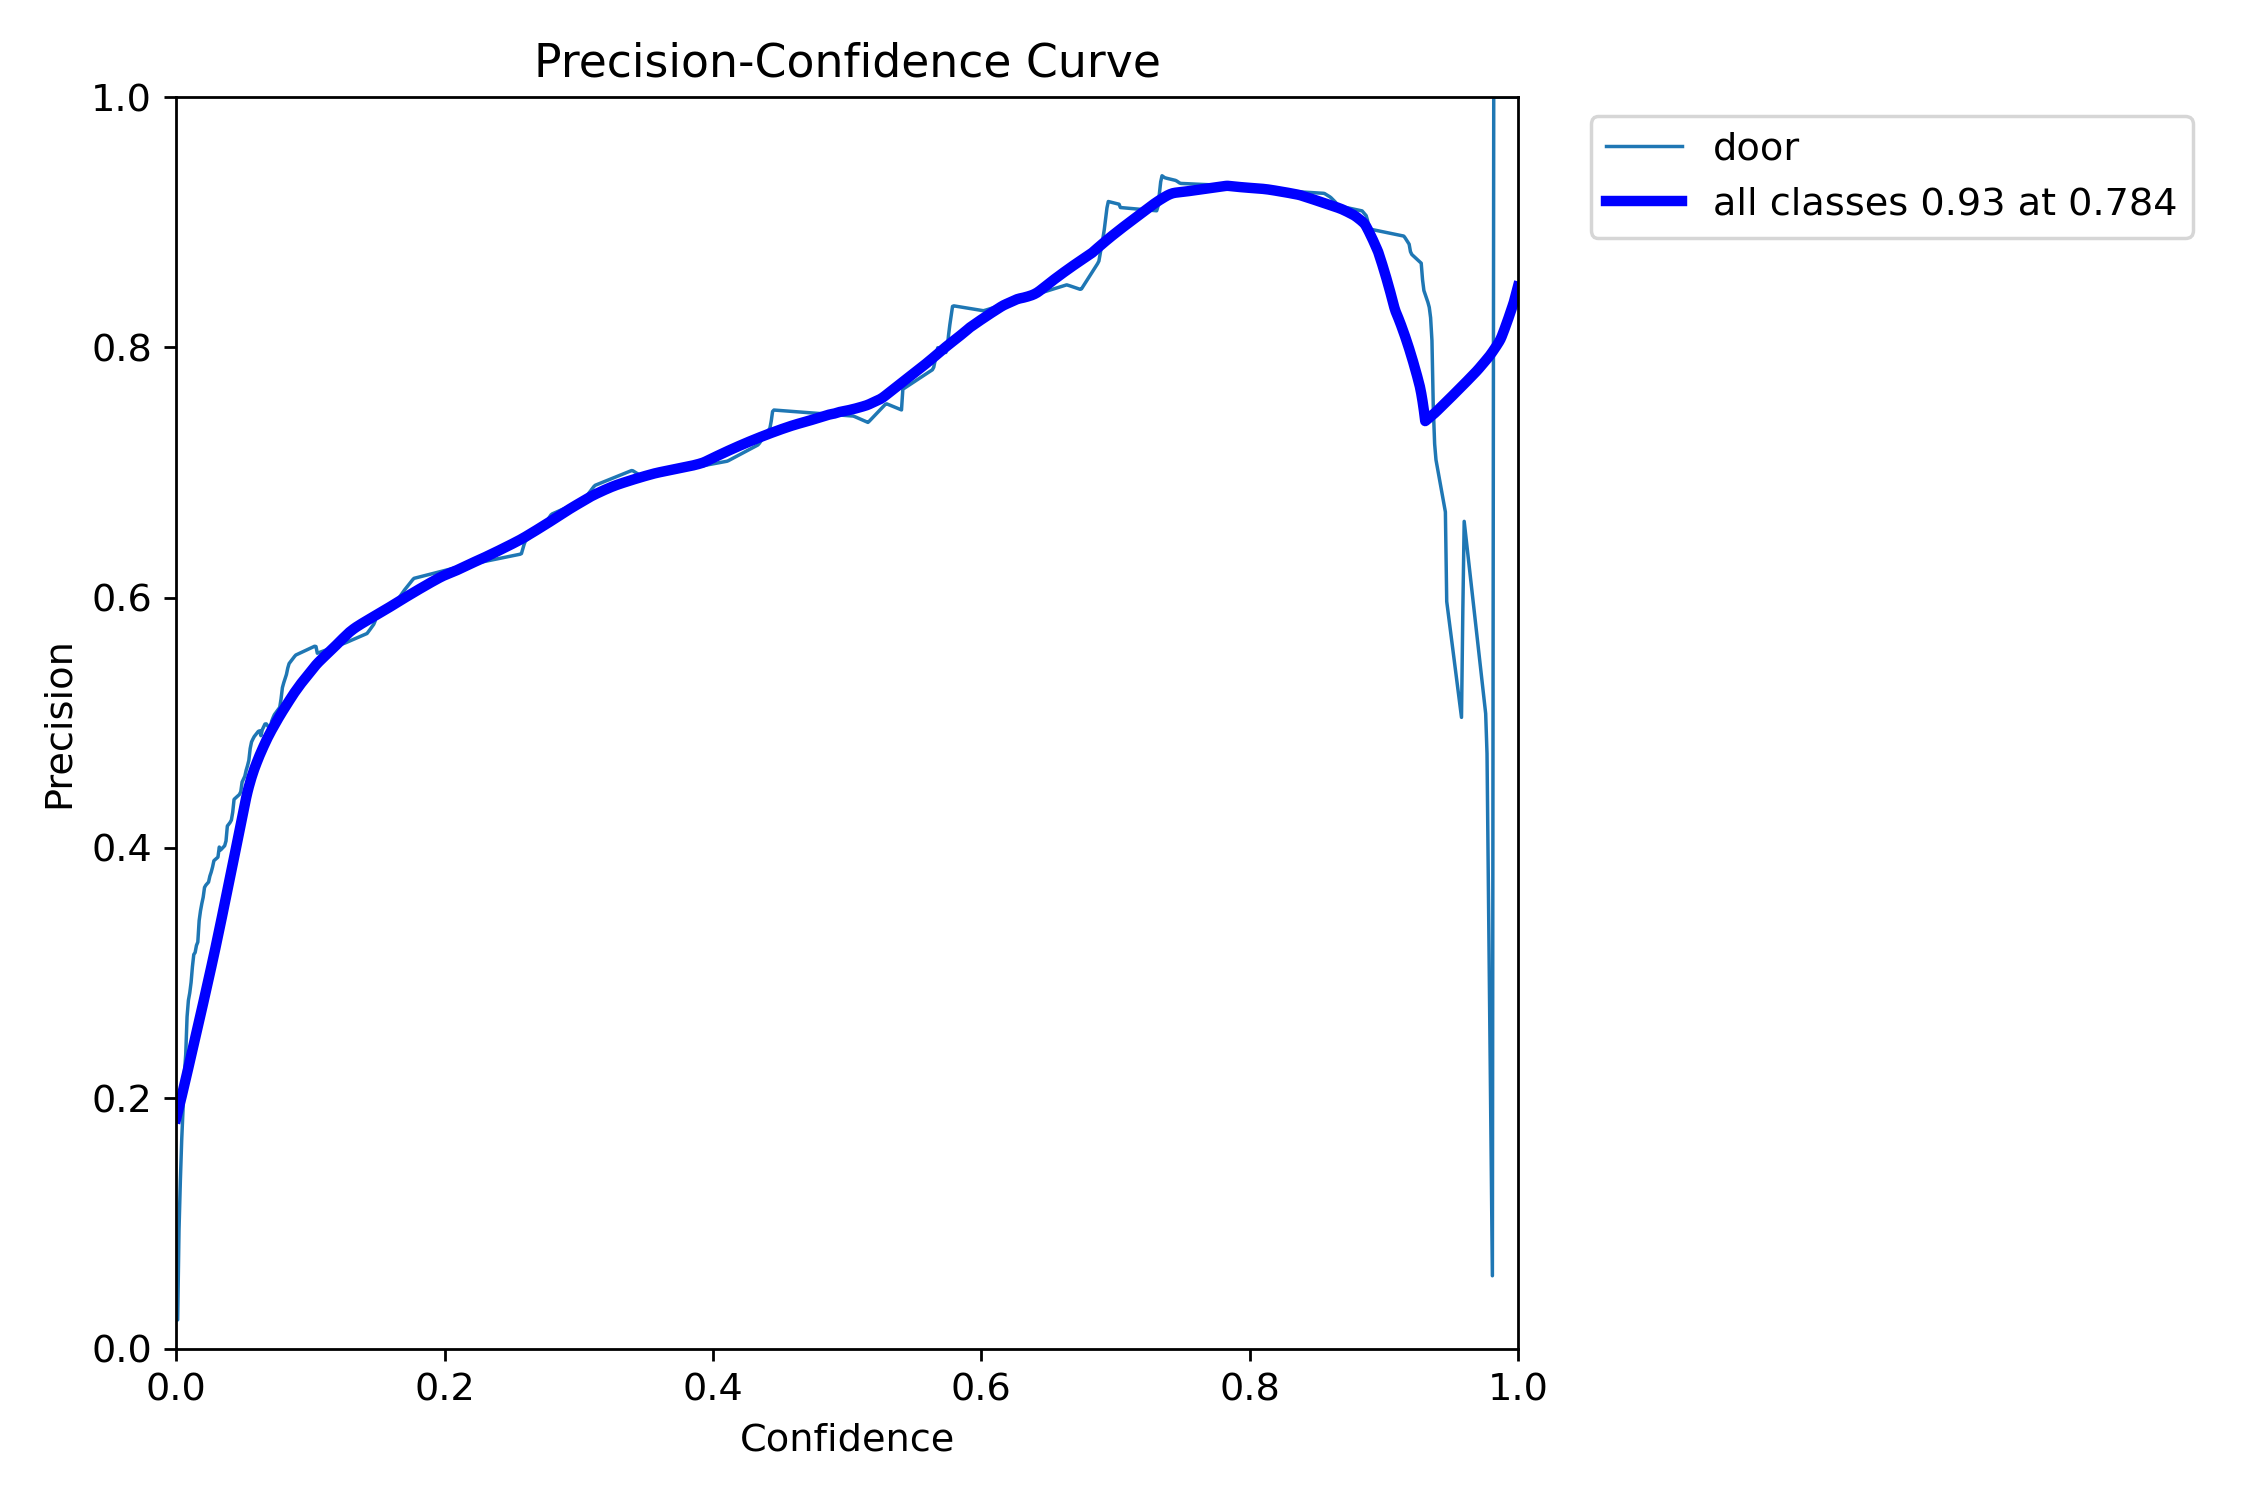 Precision-Confidence Curve
door
all classes 0.93 at 0.784
1.0
0.8
0.6
0.4
0.2
0.0
Precision
0.0 0.2 0.4 0.6 0.8 1.0
Confidence